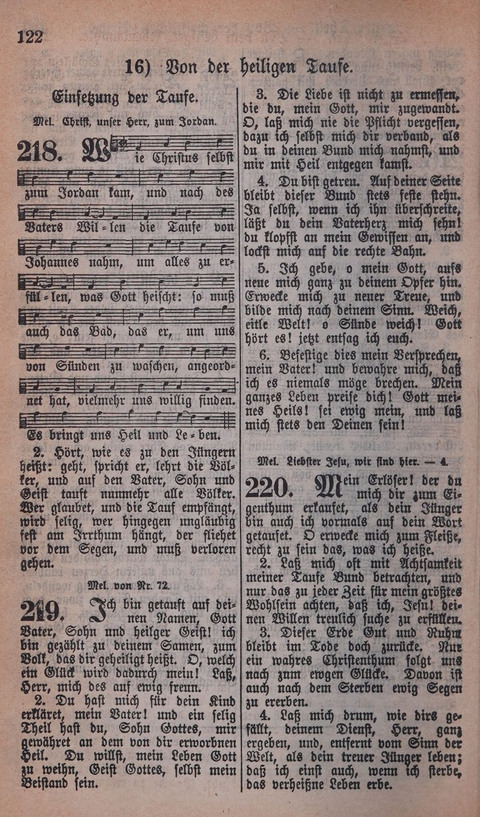 122
16) Von der heiligen Taufe.
Einsetzung der Taufe.
Mel. Christ, unser Herr, zum Jordan.
218. Wie Christus selbst
zum Jordan kam, und nach des
Vaters Wil-len die Taufe von
Johannes nahm, um alles zu er-
fül-len, was Gott heischt: so muß
auch das Bad, das er, um uns
von Sünden zu waschen, angeord-
net hat, vielmehr uns willig finden.
Es bringt uns Heil und Le-ben.
2. Hört, wie es zu den Jüngern
heißt: geht, spricht er, lehrt die Völ-
ker, und auf den Vater, Sohn und
Geist tauft nunmehr alle Völker.
Wer glaubet, und die Tauf empfängt,
wird selig, wer hingegen ungläubig
fest am Irrthum hängt, der fliehet
vor dem Segen, und muß verloren
gehen.
Mel. von Nr. 72.
219. Ich bin getauft auf dei-
nen Namen, Gott
Vater, Sohn und heilger Geist! ich
bin gezählt zu deinem Samen, zum
Volk, das dir geheiligt heißt. O, welch
ein Glück wird dadurch mein! Laß,
Herr, mich des auf ewig freun.
2. Du hast mich für dein Kind
erkläret, mein Vater! und ein selig
Theil hast du, Sohn Gottes, mir
gewähret an dem von dir erworbnen
Heil. Du willst, mein Leben Gott
zu weihn, Geist Gottes, selbst mein
Beistand sein.
3. Die Liebe ist nicht zu ermessen,
die du, mein Gott, mir zugewandt.
O, laß mich nie die Pflicht vergessen,
dazu ich selbst mich dir verband, als
du in deinen Bund mich nahmst, und
mir mit Heil entgegen kamst.
4. Du bist getreu. Auf deiner Seite
bleibt dieser Bund stets feste stehn.
Ja selbst, wenn ich ihn überschreite,
läßt du dein Vaterherz mich sehn!
du klopfst an mein Gewissen an, und
lockst mich auf die rechte Bahn.
5. Ich gebe, o mein Gott, aufs
neue mich ganz zu deinem Opfer hin.
Erwecke mich zu neuer Treue, und
bilde mich nach deinem Sinn. Weich,
eitle Welt! o Sünde weich! Gott
hört es! jetzt entsag ich euch.
6. Befestige dies mein Versprechen,
mein Vater! und bewahre mich, daß
ich es niemals möge brechen. Mein
ganzes Leben preise dich! Gott mei-
nes Heils! sei ewig mein, und laß
mich stets den Deinen sein!
Mel. Liebster Jesu, wir sind hier. — 4.
220. Mein Erlöser! der du
mich dir zum Ei-
genthum erkaufet, als dein Jünger
bin auch ich vormals auf dein Wort
getaufet. O erwecke mich zum Fleiße,
recht zu sein das, was ich heiße.
2. Laß mich oft mit Achtsamkeit
meiner Taufe Bund betrachten, und
nur das zu jeder Zeit für mein größtes
Wohlsein achten, daß ich, Jesu! dei-
nen Willen treulich suche zu erfüllen.
3. Dieser Erde Gut und Ruhm
bleibt im Tode doch zurücke. Nur
ein wahres Christenthum folgt uns
nach zum ewgen Glücke. Davon ist
auch nach dem Sterben ewig Segen
zu ererben.
4. Laß mich drum, wie dirs ge-
fällt, deinem Dienst, Herr, ganz
ergeben, und, entfernt vom Sinn der
Welt, als dein treuer Jünger leben;
daß ich einst auch, wenn ich sterbe,
das verheißne Leben erbe.